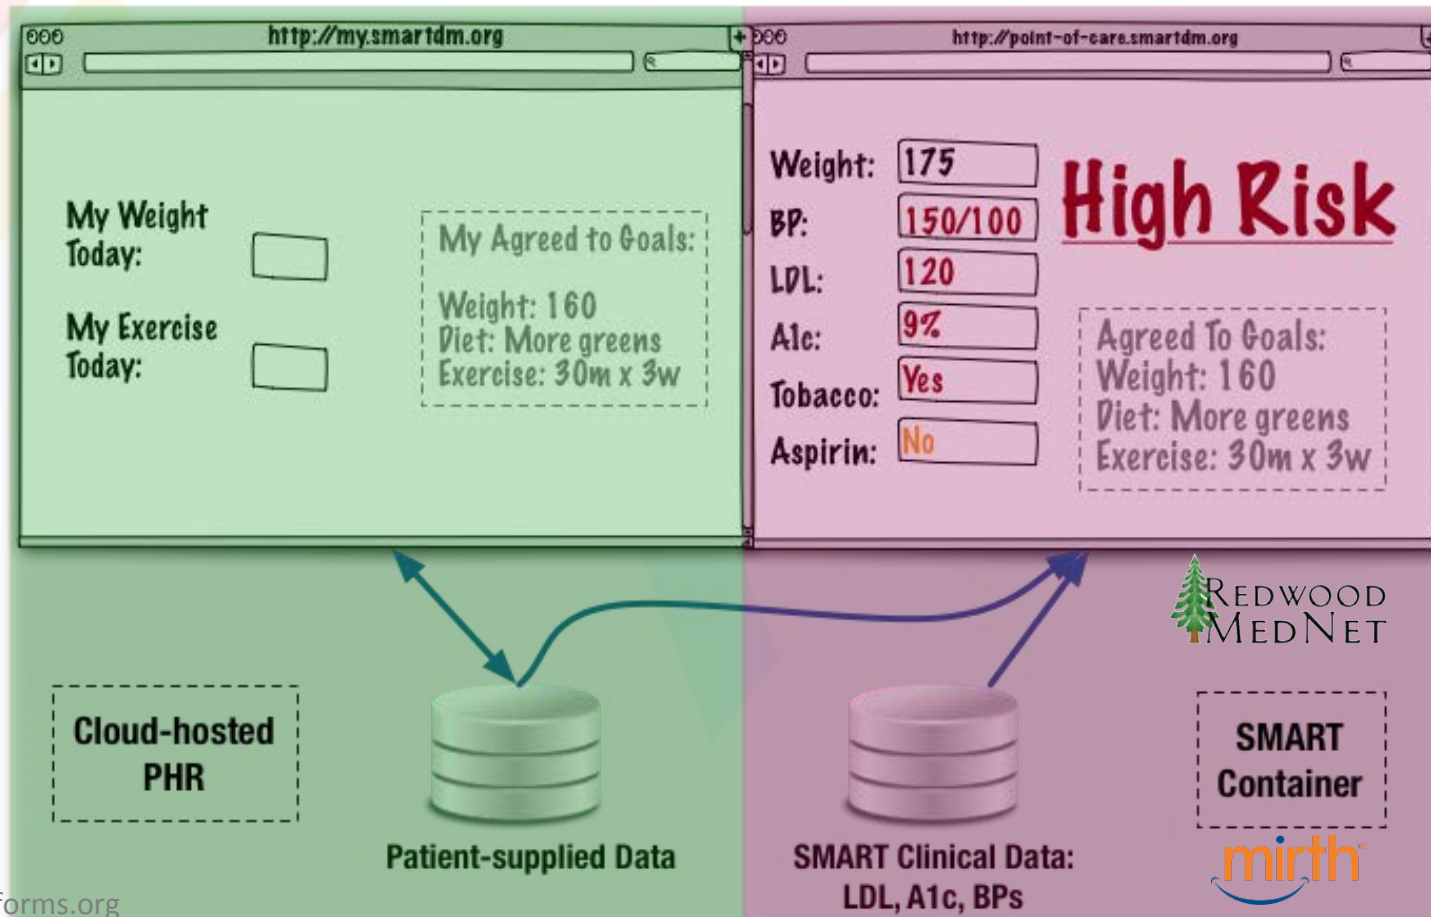 http://my.smartdm.org
My Weight
Today:
My Exercise
Today:
My Agreed to Goals:
Weight: 160
Diet: More greens
Exercise: 30m x 3w
http://point-of-care.smartdm.org
Weight: 175
BP: 150/100
LDL: 120
A1c: 9%
Tobacco: Yes
Aspirin: No
High Risk
Agreed To Goals:
Weight: 160
Diet: More greens
Exercise: 30m x 3w
Cloud-hosted
PHR
Patient-supplied Data
SMART Clinical Data:
LDL, A1c, BPs
REDWOOD
MEDNET
SMART
Container
mirth™
forms.org